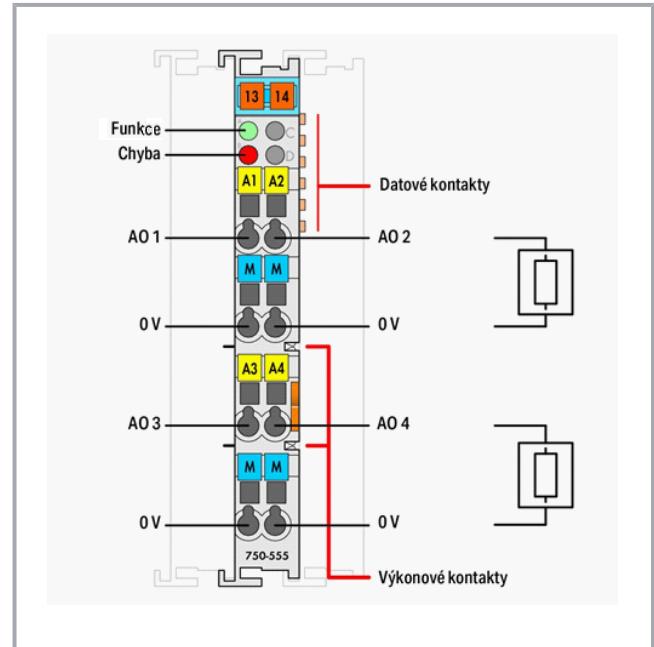 13 14
A C
Funkce
Chyba
D
A1 A2
Datové kontakty
AO 1
AO 2
M M
0 V
0 V
A3 A4
AO 3
AO 4
M M
0 V
0 V
750-555
Výkonové kontakty